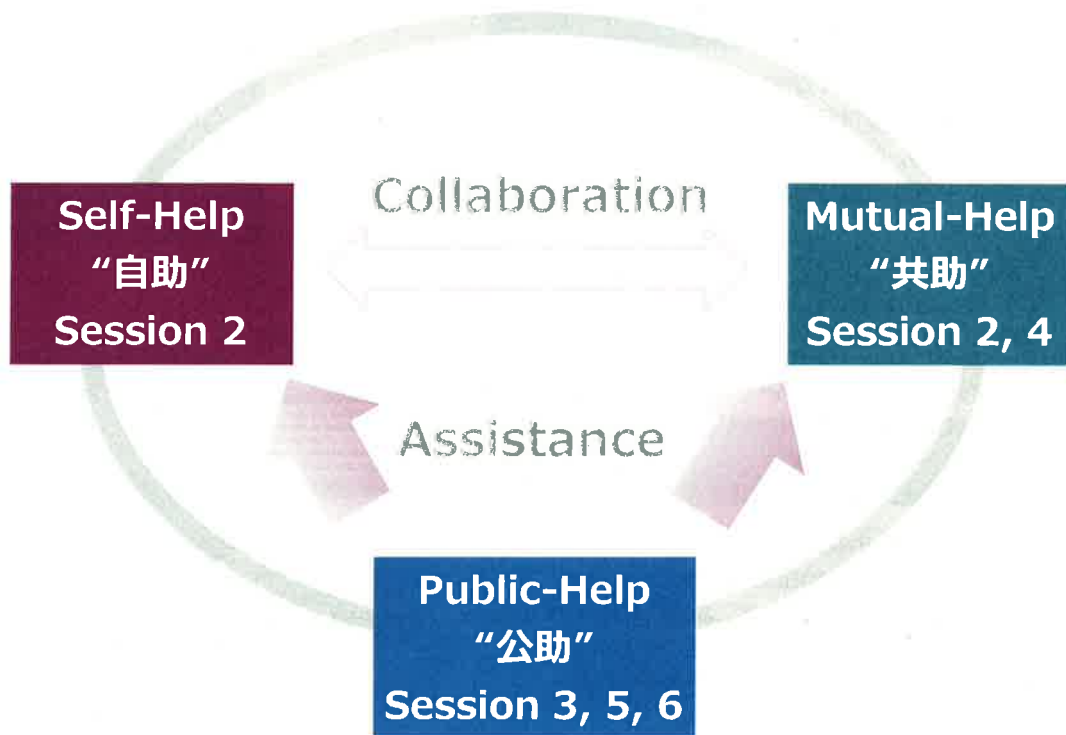 Collaboration
Self-Help
“自助”
Session 2
Mutual-Help
“共助”
Session 2, 4
Assistance
Public-Help
“公助”
Session 3, 5, 6